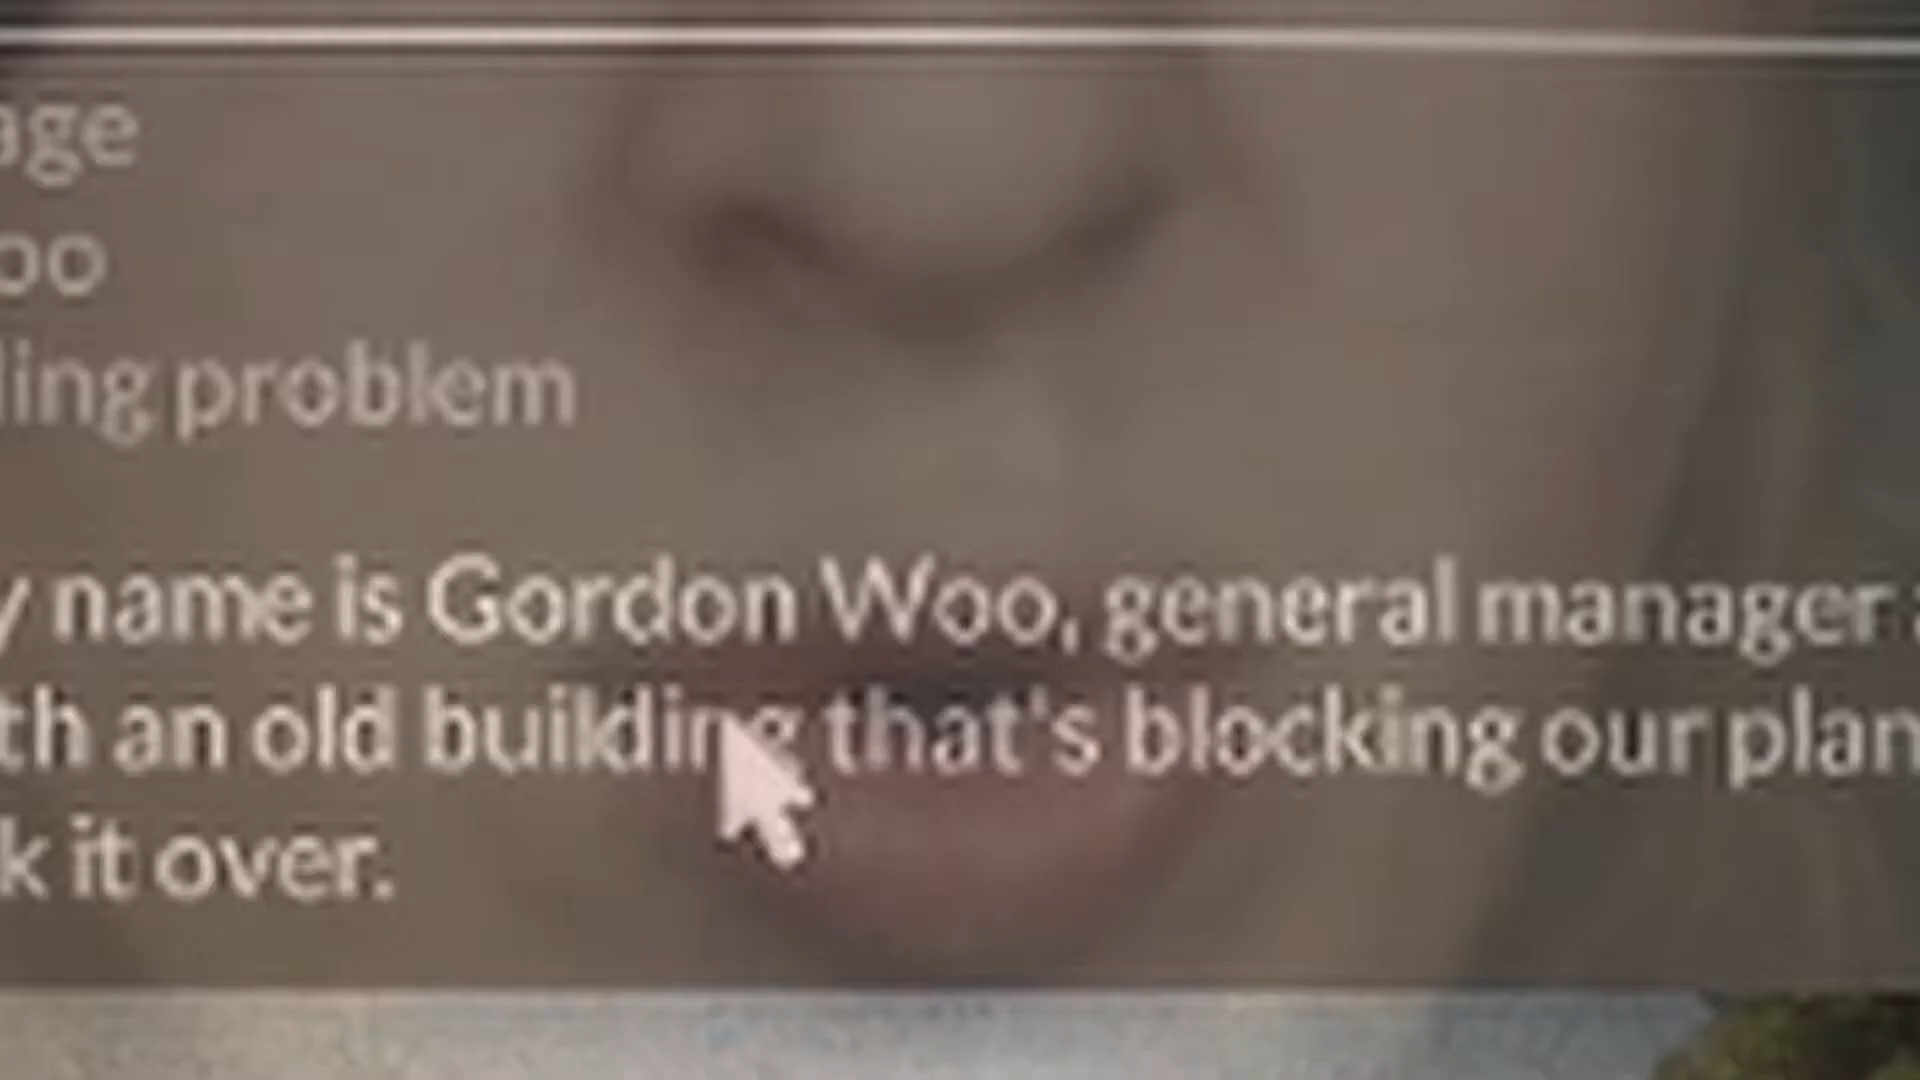 age
oo
ling problem
y name is Gordon Woo, general manager
th an old building that's blocking our plan
k it over.